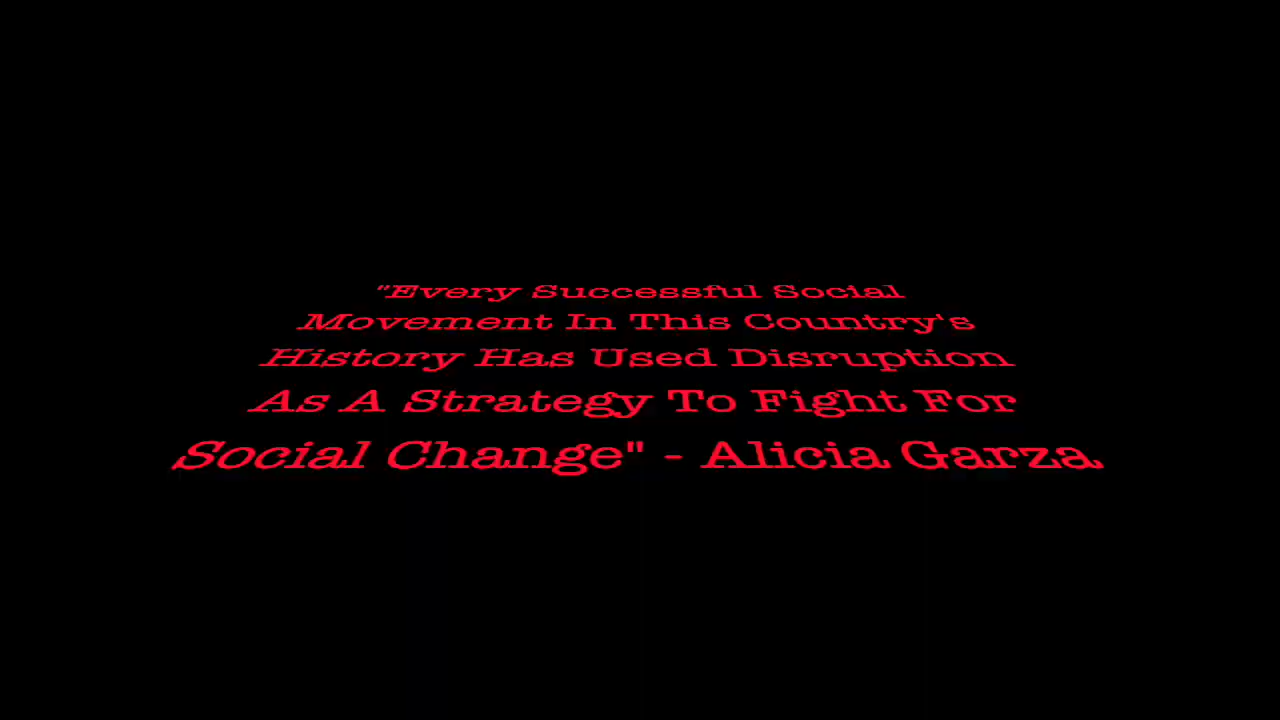 "Every Successful Social
Movement In This Country's
History Has Used Disruption
As A Strategy To Fight For
Social Change" - Alicia Garza